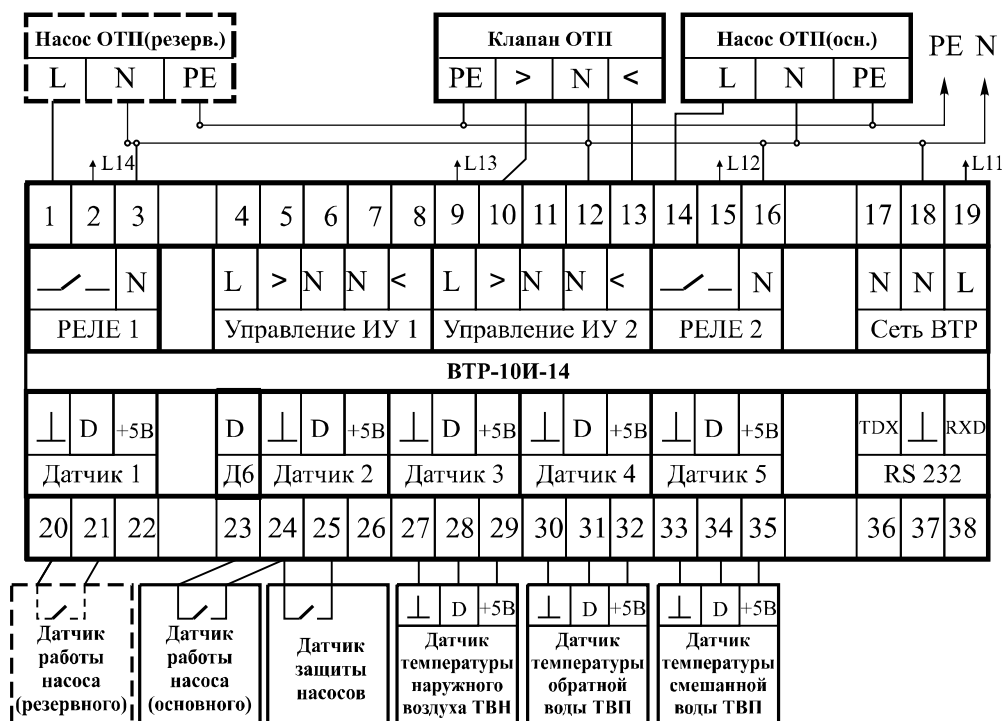 Насос ОТП(резерв.) Клапан ОТП Насос ОТП(осн.) PE N
L N PE PE > N < L N PE
L14 L13 L12 L11
1 2 3 4 5 6 7 8 9 10 11 12 13 14 15 16 17 18 19
N L > N N < L > N N < N N N L
РЕЛЕ 1 Управление ИУ 1 Управление ИУ 2 РЕЛЕ 2 Сеть ВТР
ВТР-10И-14
⊥ D +5В D ⊥ D +5В ⊥ D +5В ⊥ D +5В ⊥ D +5В TDX ⊥ RXD
Датчик 1 Д6 Датчик 2 Датчик 3 Датчик 4 Датчик 5 RS 232
20 21 22 23 24 25 26 27 28 29 30 31 32 33 34 35 36 37 38
⊥ D +5В ⊥ D +5В ⊥ D +5В
Датчик
работы
насоса
(резервного)
Датчик
работы
насоса
(основного)
Датчик
защиты
насосов
Датчик
температуры
наружного
воздуха ТВН
Датчик
температуры
обратной
воды ТВП
Датчик
температуры
смешанной
воды ТВП